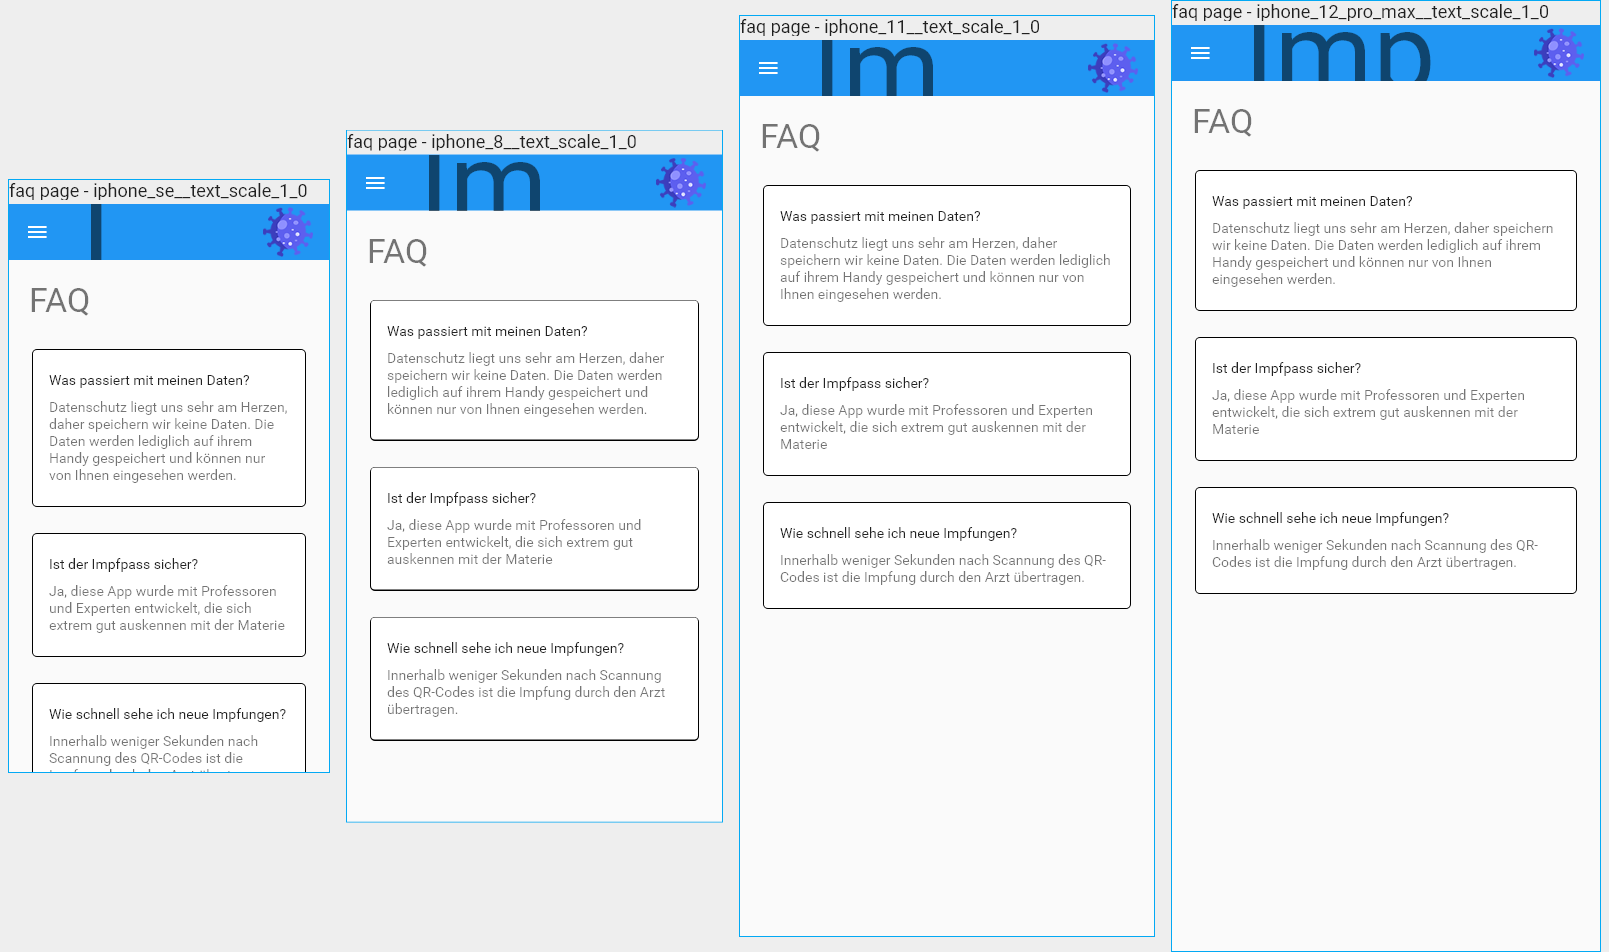 faq page - iphone_se__text_scale_1_0
I
FAQ
Was passiert mit meinen Daten?
Datenschutz liegt uns sehr am Herzen,
daher speichern wir keine Daten. Die
Daten werden lediglich auf ihrem
Handy gespeichert und können nur
von Ihnen eingesehen werden.
Ist der Impfpass sicher?
Ja, diese App wurde mit Professoren
und Experten entwickelt, die sich
extrem gut auskennen mit der Materie
Wie schnell sehe ich neue Impfungen?
Innerhalb weniger Sekunden nach
Scannung des QR-Codes ist die
faq page - iphone_8__text_scale_1_0
Im
FAQ
Was passiert mit meinen Daten?
Datenschutz liegt uns sehr am Herzen, daher
speichern wir keine Daten. Die Daten werden
lediglich auf ihrem Handy gespeichert und
können nur von Ihnen eingesehen werden.
Ist der Impfpass sicher?
Ja, diese App wurde mit Professoren und
Experten entwickelt, die sich extrem gut
auskennen mit der Materie
Wie schnell sehe ich neue Impfungen?
Innerhalb weniger Sekunden nach Scannung
des QR-Codes ist die Impfung durch den Arzt
übertragen.
faq page - iphone_11__text_scale_1_0
Im
FAQ
Was passiert mit meinen Daten?
Datenschutz liegt uns sehr am Herzen, daher
speichern wir keine Daten. Die Daten werden lediglich
auf ihrem Handy gespeichert und können nur von
Ihnen eingesehen werden.
Ist der Impfpass sicher?
Ja, diese App wurde mit Professoren und Experten
entwickelt, die sich extrem gut auskennen mit der
Materie
Wie schnell sehe ich neue Impfungen?
Innerhalb weniger Sekunden nach Scannung des QR-
Codes ist die Impfung durch den Arzt übertragen.
faq page - iphone_12_pro_max__text_scale_1_0
Imp
FAQ
Was passiert mit meinen Daten?
Datenschutz liegt uns sehr am Herzen, daher speichern
wir keine Daten. Die Daten werden lediglich auf ihrem
Handy gespeichert und können nur von Ihnen
eingesehen werden.
Ist der Impfpass sicher?
Ja, diese App wurde mit Professoren und Experten
entwickelt, die sich extrem gut auskennen mit der
Materie
Wie schnell sehe ich neue Impfungen?
Innerhalb weniger Sekunden nach Scannung des QR-
Codes ist die Impfung durch den Arzt übertragen.